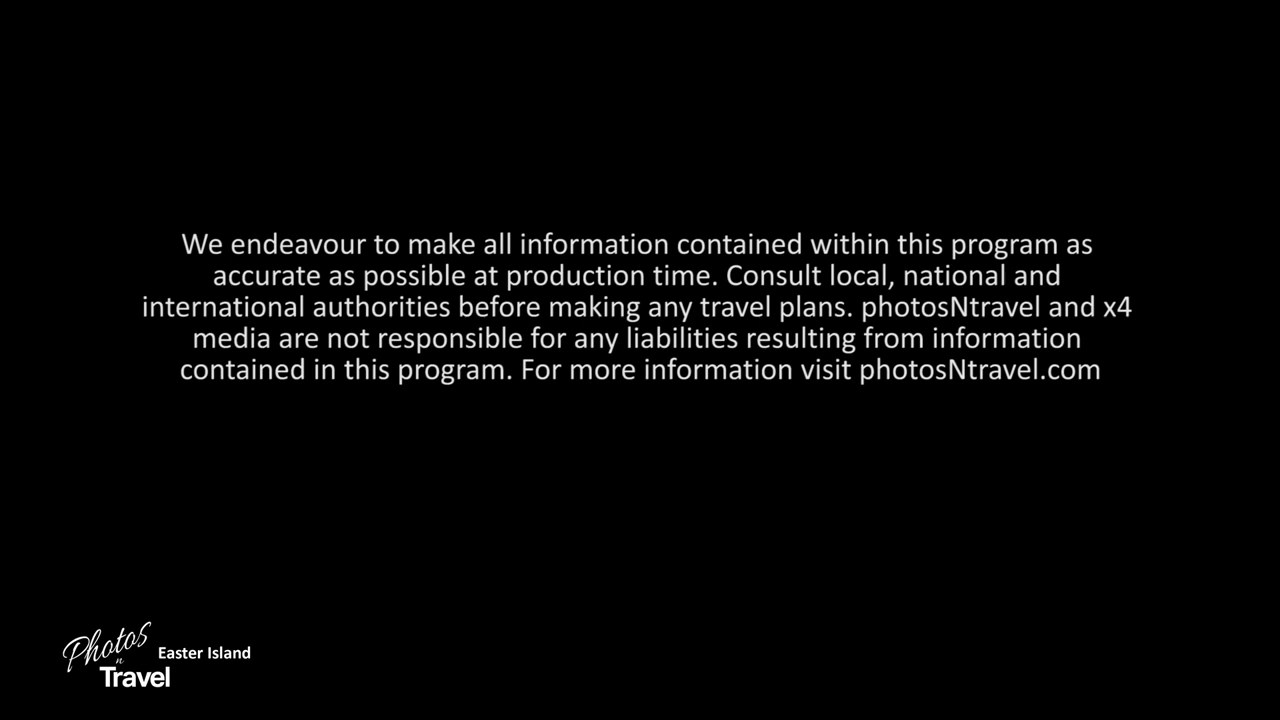 We endeavour to make all information contained within this program as
accurate as possible at production time. Consult local, national and
international authorities before making any travel plans. photosNtravel and x4
media are not responsible for any liabilities resulting from information
contained in this program. For more information visit photosNtravel.com
Photos
n
Travel
Easter Island